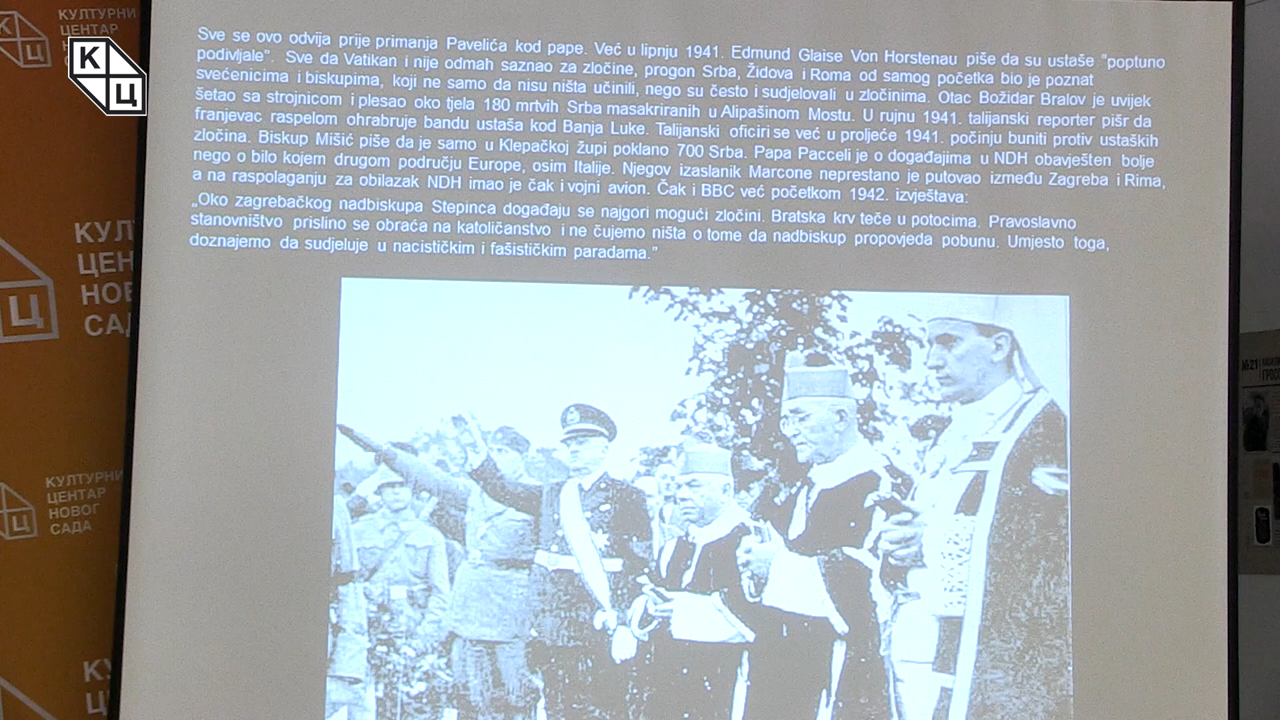 КУЛТУРНИ
ЦЕНТАР
К
Ц
Sve se ovo odvija prije primanja Pavelića kod pape. Već u lipnju 1941. Edmund Glaise Von Horstenau piše da su ustaše "poptuno
podivljale". Sve da Vatikan i nije odmah saznao za zločine, progon Srba, Židova i Roma od samog početka bio je poznat
svećenicima i biskupima, koji ne samo da nisu ništa učinili, nego su često i sudjelovali u zločinima. Otac Božidar Bralov je uvijek
šetao sa strojnicom i plesao oko tjela 180 mrtvih Srba masakriranih u Alipašinom Mostu. U rujnu 1941. talijanski reporter pišr da
franjevac raspelom ohrabruje bandu ustaša kod Banja Luke. Talijanski oficiri se već u proljeće 1941. počinju buniti protiv ustaških
zločina. Biskup Mišić piše da je samo u Klepačkoj župi poklano 700 Srba. Papa Pacceli je o događajima u NDH obavješten bolje
nego o bilo kojem drugom području Europe, osim Italije. Njegov izaslanik Marcone neprestano je putovao između Zagreba i Rima,
a na raspolaganju za obilazak NDH imao je čak i vojni avion. Čak i BBC već početkom 1942. izvještava:
„Oko zagrebačkog nadbiskupa Stepinca događaju se najgori mogući zločini. Bratska krv teče u potocima. Pravoslavno
stanovništvo prislino se obraća na katoličanstvo i ne čujemo ništa o tome da nadbiskup propovjeda pobunu. Umjesto toga,
doznajemo da sudjeluje u nacističkim i fašističkim paradama."
КУЛ
ЦЕН
НОВ
САД
Ц
КУЛТУРНИ
ЦЕНТАР
НОВОГ
САДА
Ц
№21